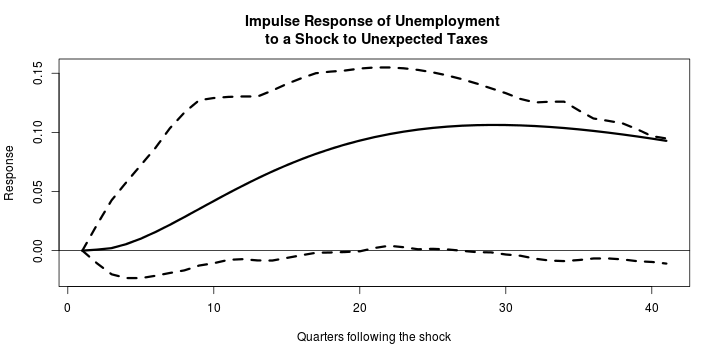 Impulse Response of Unemployment
to a Shock to Unexpected Taxes
Response
0.15
0.10
0.05
0.00
0 10 20 30 40
Quarters following the shock